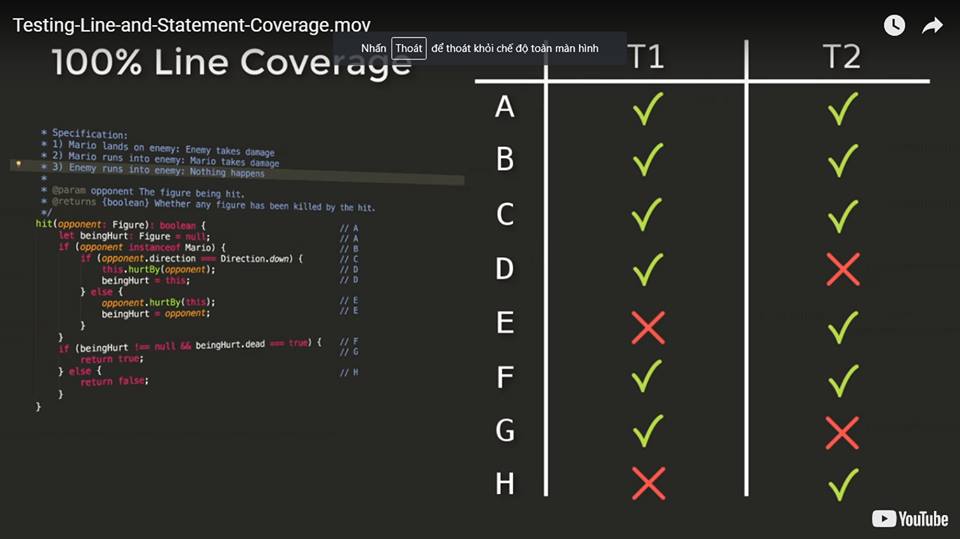 Testing-Line-and-Statement-Coverage.mov
Nhấn Thoát để thoát khỏi chế độ toàn màn hình
100% Line Coverage
* Specification:
* 1) Mario lands on enemy: Enemy takes damage
* 2) Mario runs into enemy: Mario takes damage
* 3) Enemy runs into enemy: Nothing happens
*
* @param opponent The figure being hit.
* @returns {boolean} Whether any figure has been killed by the hit.
*/
hit(opponent: Figure): boolean { // A
let beingHurt: Figure = null; // A
if (opponent instanceof Mario) { // B
if (opponent.direction === Direction.down) { // C
this.hurtBy(opponent); // D
beingHurt = this; // D
} else {
opponent.hurtBy(this); // E
beingHurt = opponent; // E
}
}
if (beingHurt !== null && beingHurt.dead === true) { // F
return true; // G
} else {
return false; // H
}
}
T1 T2
A ✓ ✓
B ✓ ✓
C ✓ ✓
D ✓ ✗
E ✗ ✓
F ✓ ✓
G ✓ ✗
H ✗ ✓
YouTube